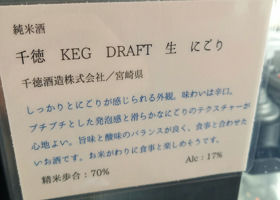 純米酒
千徳 KEG DRAFT 生 にごり
千徳酒造株式会社／宮崎県
しっかりとにごりが感じられる外観。味わいは辛口。
プチプチとした発泡感と滑らかなにごりのテクスチャーが
心地よい。旨味と酸味のバランスが良く、食事と合わせた
いお酒です。お米がわりに食事と楽しめそうです。
精米歩合：70% Alc：17%